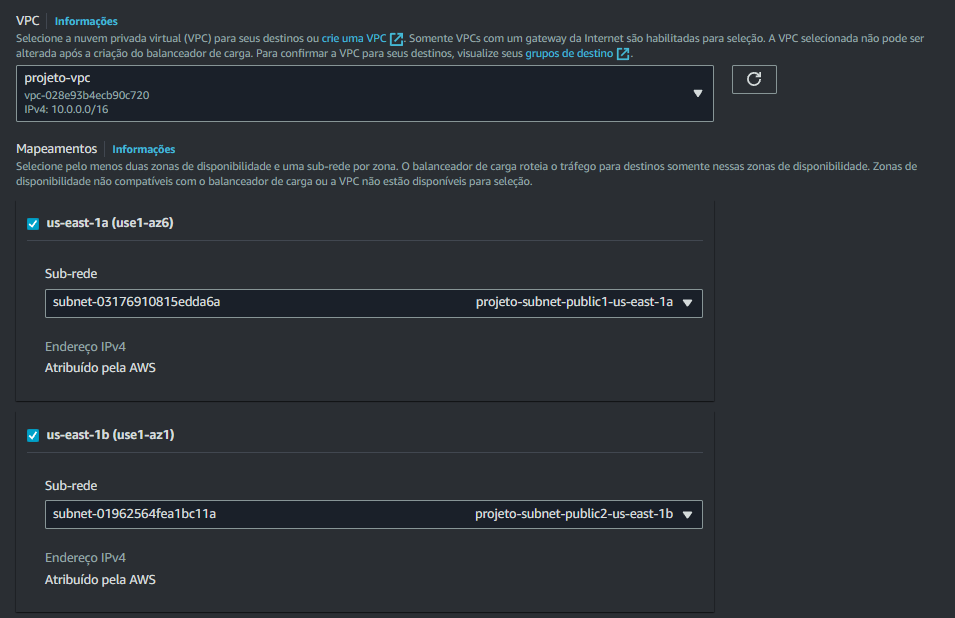 VPC Informações
Selecione a nuvem privada virtual (VPC) para seus destinos ou crie uma VPC. Somente VPCs com um gateway da Internet são habilitadas para seleção. A VPC selecionada não pode ser
alterada após a criação do balanceador de carga. Para confirmar a VPC para seus destinos, visualize seus grupos de destino.
projeto-vpc
vpc-028e93b4ecb90c720
IPv4: 10.0.0.0/16
Mapeamentos Informações
Selecione pelo menos duas zonas de disponibilidade e uma sub-rede por zona. O balanceador de carga roteia o tráfego para destinos somente nessas zonas de disponibilidade. Zonas de
disponibilidade não compatíveis com o balanceador de carga ou a VPC não estão disponíveis para seleção.
us-east-1a (use1-az6)
Sub-rede
subnet-03176910815edda6a projeto-subnet-public1-us-east-1a
Endereço IPv4
Atribuído pela AWS
us-east-1b (use1-az1)
Sub-rede
subnet-01962564fea1bc11a projeto-subnet-public2-us-east-1b
Endereço IPv4
Atribuído pela AWS